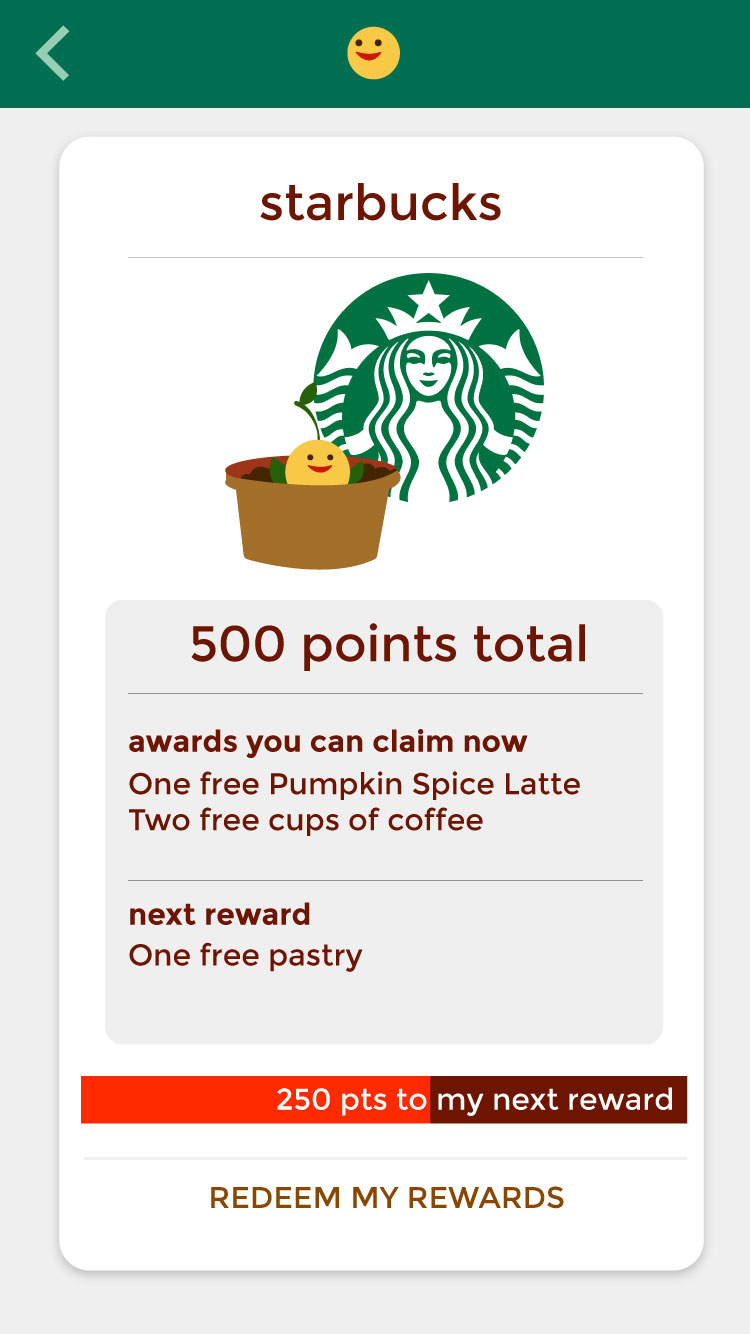 starbucks
500 points total
awards you can claim now
One free Pumpkin Spice Latte
Two free cups of coffee
next reward
One free pastry
250 pts to my next reward
REDEEM MY REWARDS